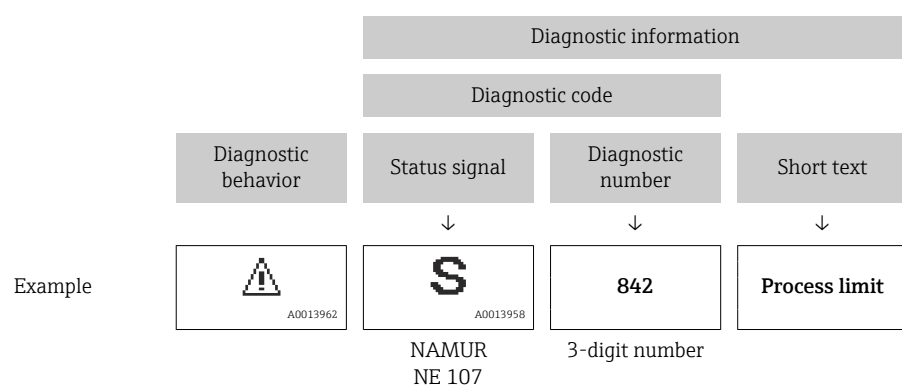 Diagnostic information
Diagnostic code
Diagnostic
behavior
Status signal
Diagnostic
number
Short text
↓ ↓ ↓
Example
A0013962
S
A0013958
842
Process limit
NAMUR
NE 107
3-digit number